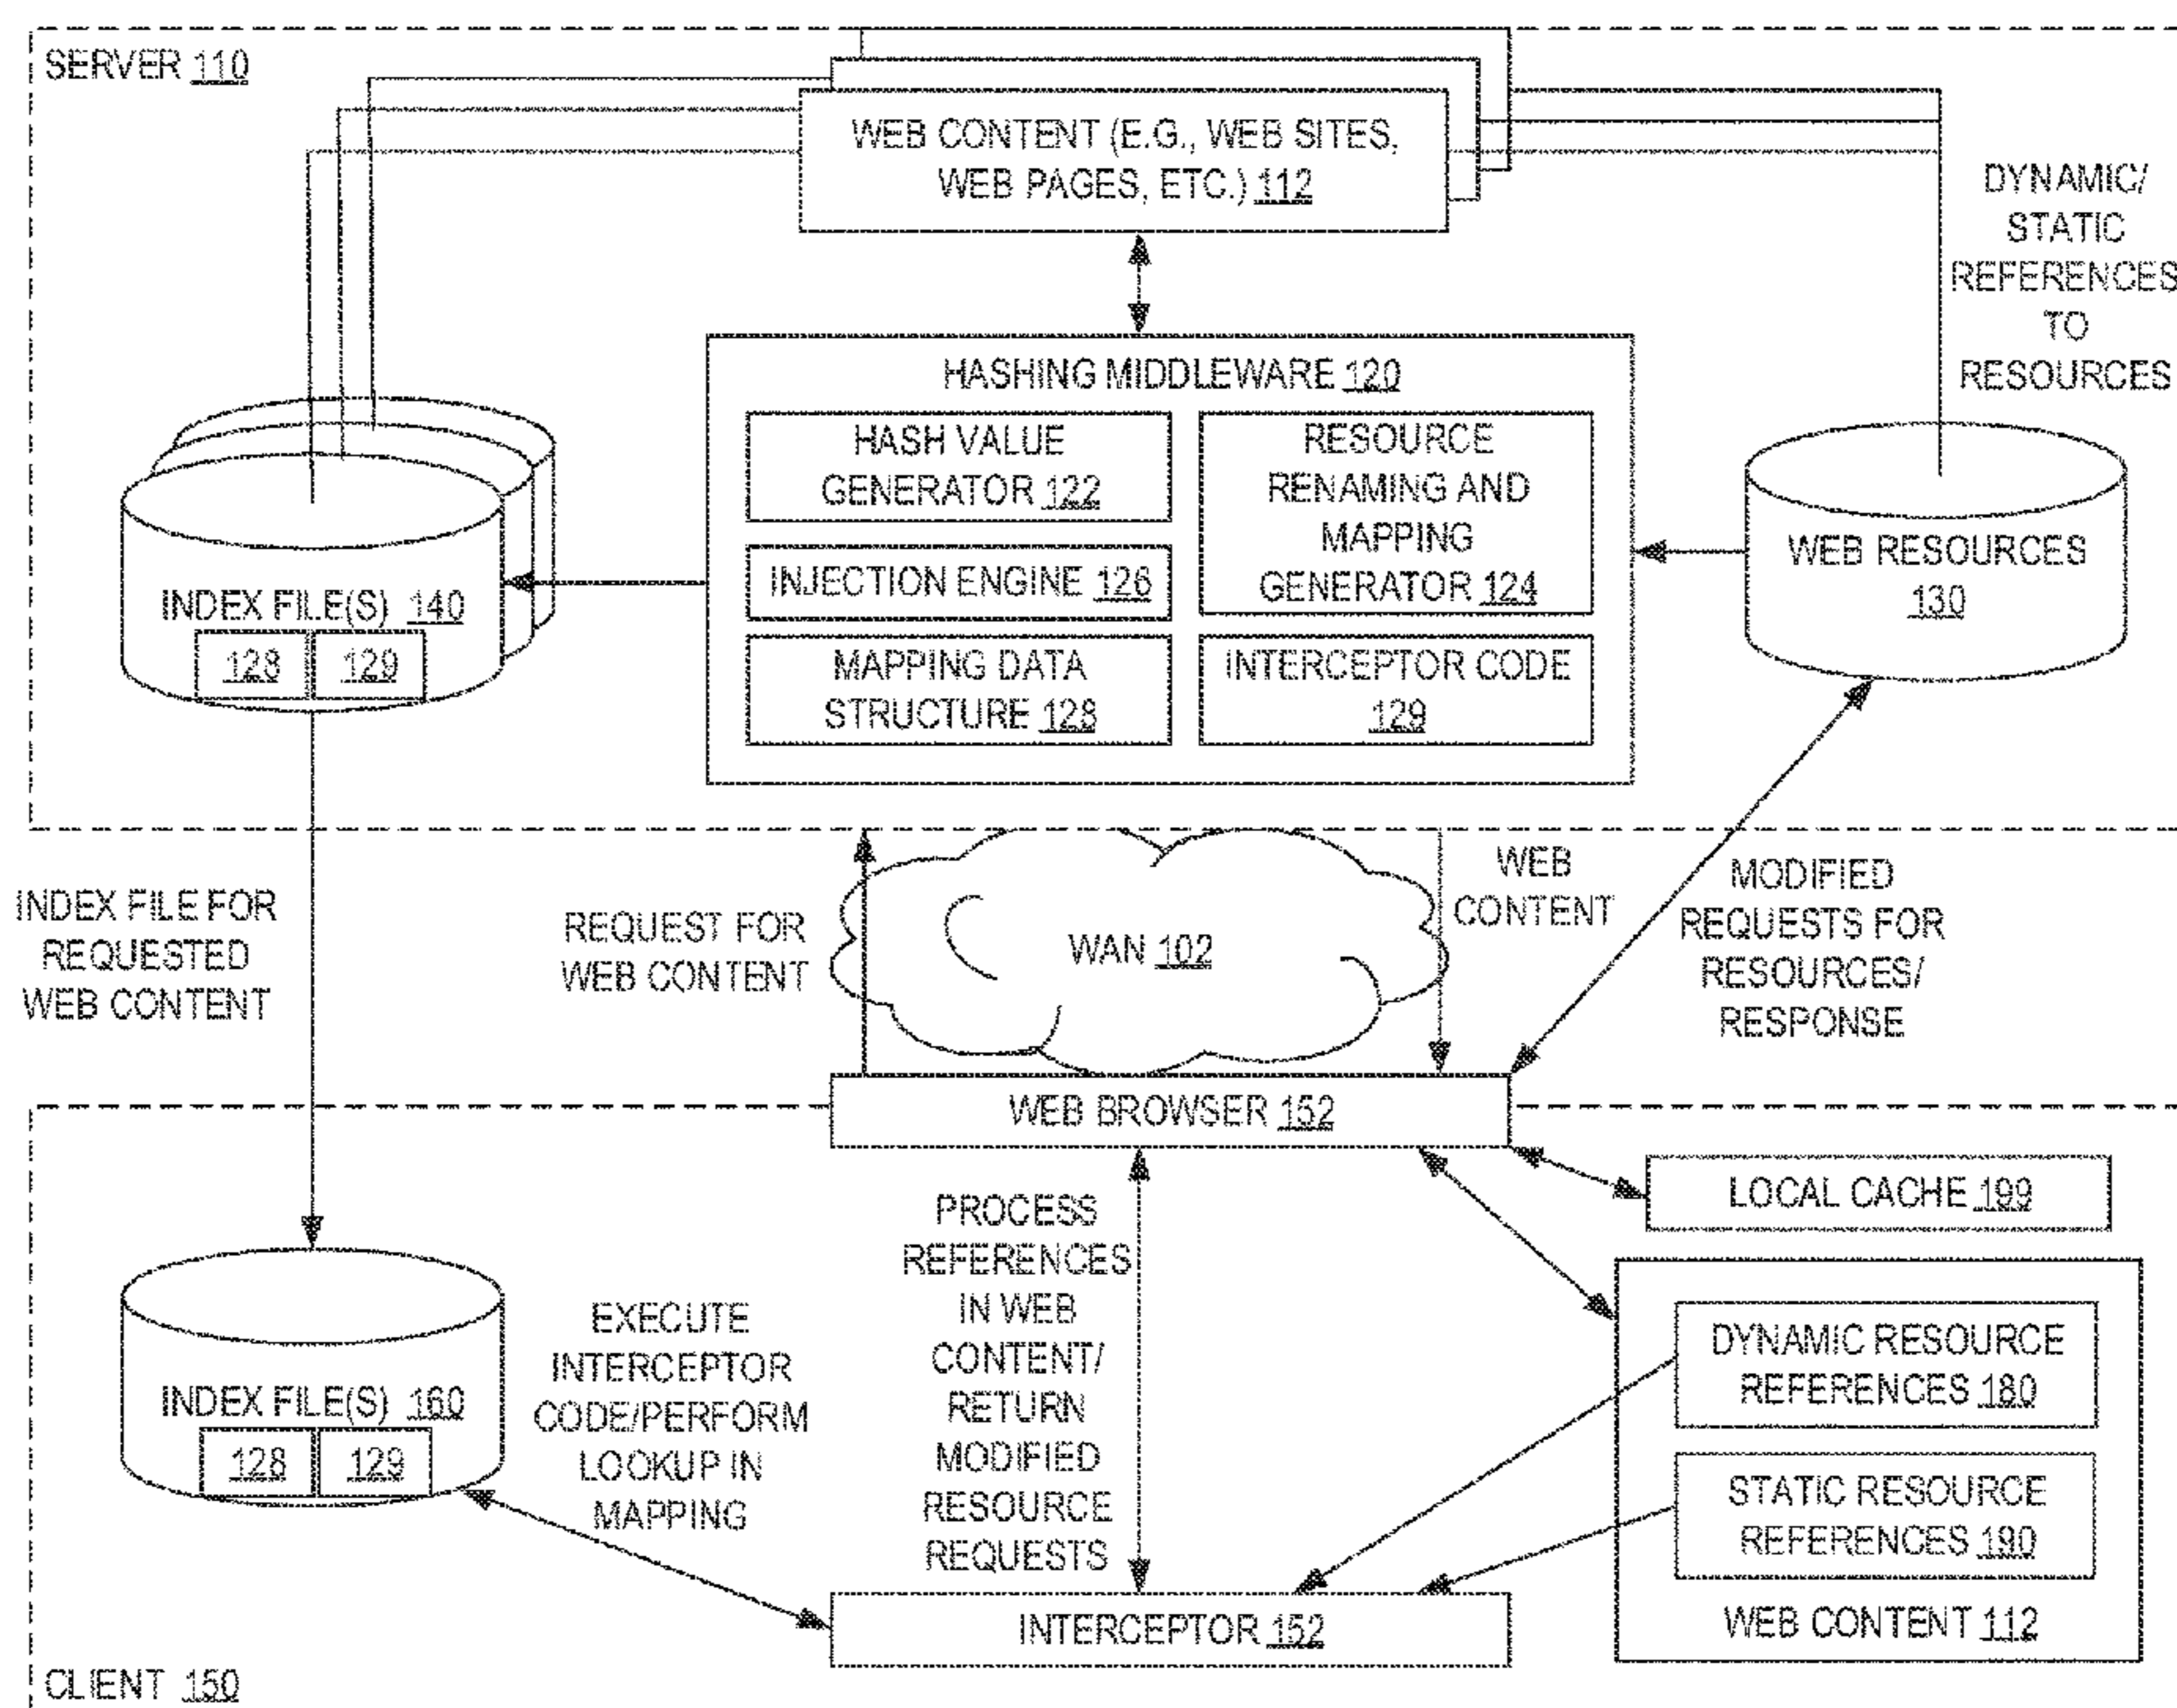 SERVER 110
WEB CONTENT (E.G., WEB SITES,
WEB PAGES, ETC.) 112
DYNAMIC/
STATIC
REFERENCES
TO
RESOURCES
HASHING MIDDLEWARE 120
HASH VALUE
GENERATOR 122
RESOURCE
RENAMING AND
MAPPING
GENERATOR 124
INJECTION ENGINE 126
MAPPING DATA
STRUCTURE 128
INTERCEPTOR CODE
129
WEB RESOURCES
130
INDEX FILE(S) 140
128
129
INDEX FILE FOR
REQUESTED
WEB CONTENT
REQUEST FOR
WEB CONTENT
WAN 102
WEB
CONTENT
MODIFIED
REQUESTS FOR
RESOURCES/
RESPONSE
WEB BROWSER 152
LOCAL CACHE 199
PROCESS
REFERENCES
IN WEB
CONTENT/
RETURN
MODIFIED
RESOURCE
REQUESTS
EXECUTE
INTERCEPTOR
CODE/PERFORM
LOOKUP IN
MAPPING
INDEX FILE(S) 160
128
129
DYNAMIC RESOURCE
REFERENCES 180
STATIC RESOURCE
REFERENCES 190
WEB CONTENT 112
INTERCEPTOR 152
CLIENT 150